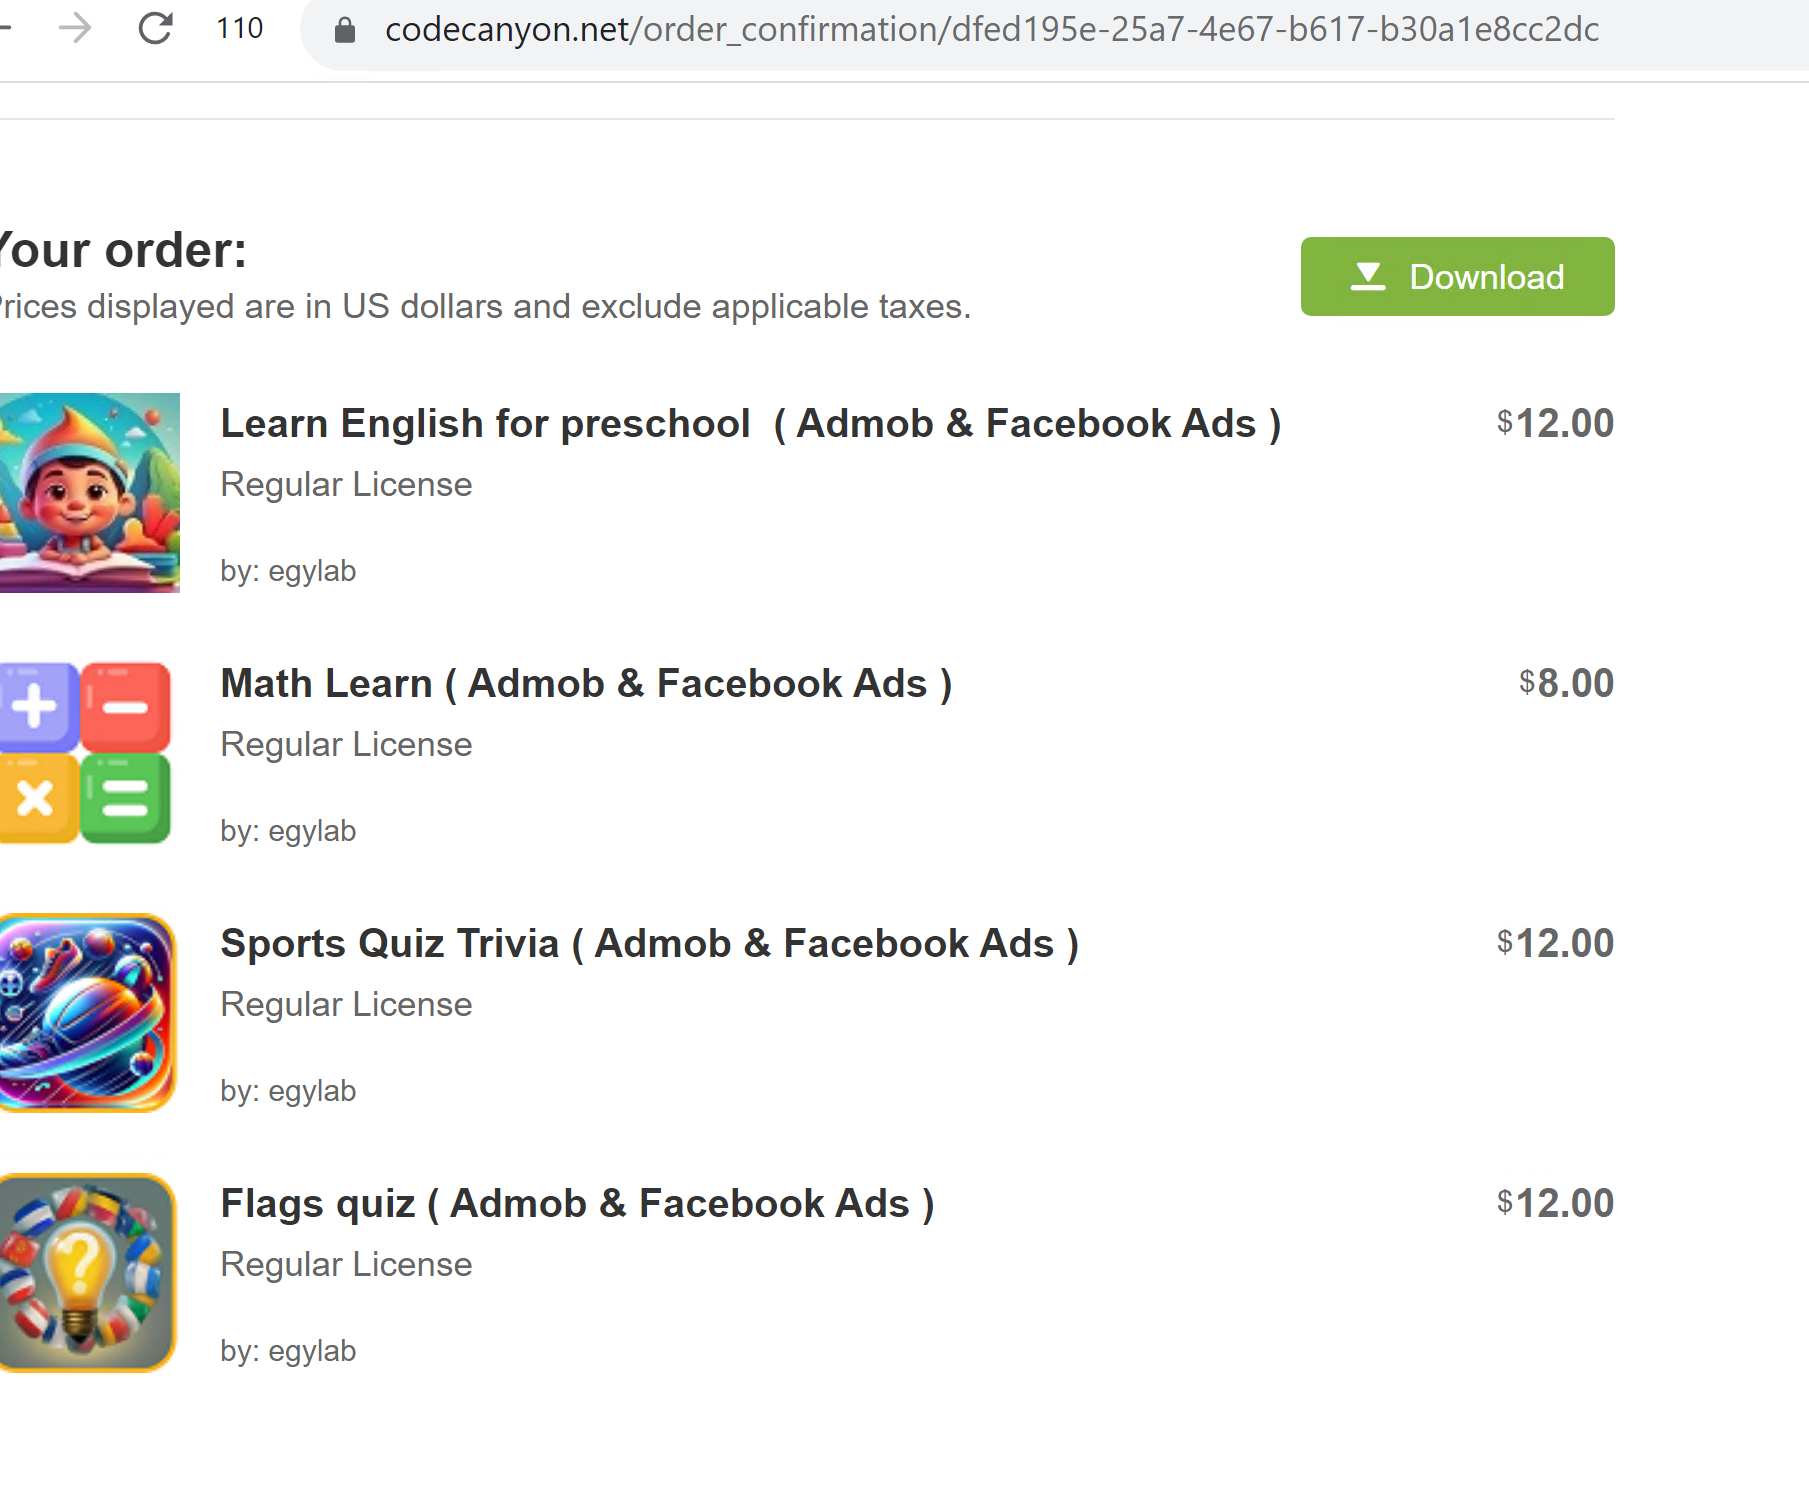 110 codecanyon.net/order_confirmation/dfed195e-25a7-4e67-b617-b30a1e8cc2dc
Your order:
Prices displayed are in US dollars and exclude applicable taxes.
Download
Learn English for preschool ( Admob & Facebook Ads ) $12.00
Regular License
by: egylab
Math Learn ( Admob & Facebook Ads ) $8.00
Regular License
by: egylab
Sports Quiz Trivia ( Admob & Facebook Ads ) $12.00
Regular License
by: egylab
Flags quiz ( Admob & Facebook Ads ) $12.00
Regular License
by: egylab